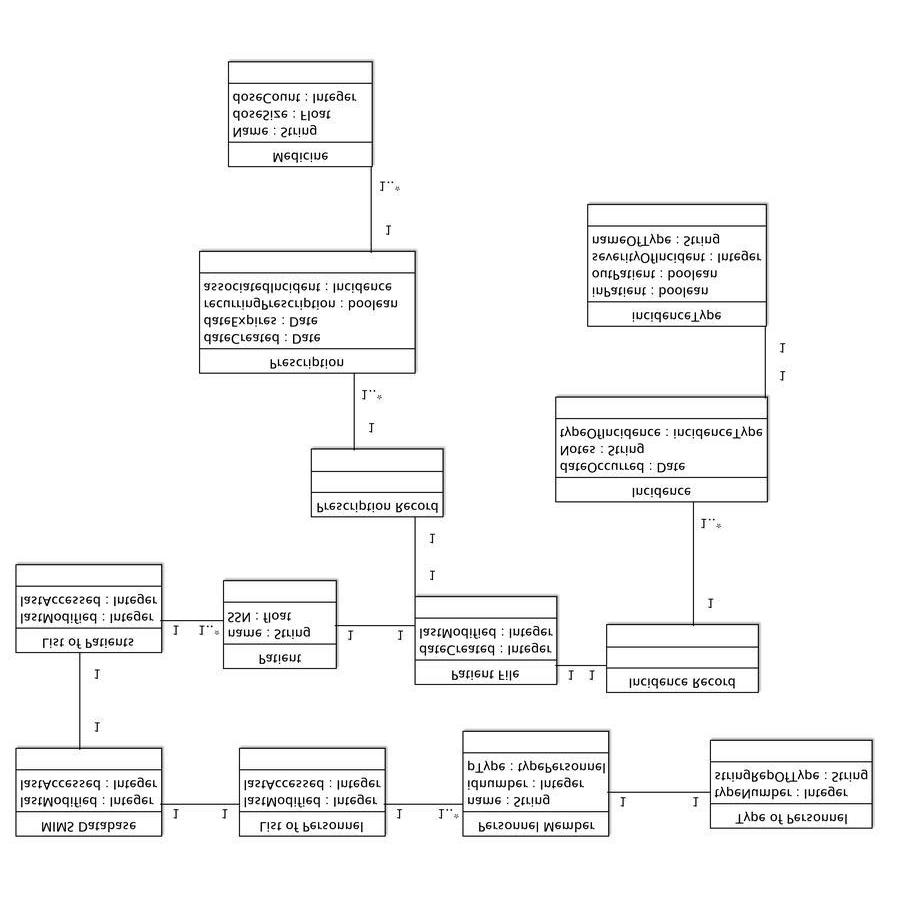 MIMS Database
lastModified : Integer
lastAccessed : Integer
1
1
List of Personnel
lastModified : Integer
lastAccessed : Integer
1
1..*
Personnel Member
name : String
idnumber : Integer
pType : typePersonnel
1
1
Type of Personnel
typeNumber : Integer
stringRepOfType : String
1
1
List of Patients
lastModified : Integer
lastAccessed : Integer
1
1..*
Patient
name : String
SSN : float
1
1
Patient File
dateCreated : Integer
lastModified : Integer
1
1
Incidence Record
1
1
Prescription Record
1
1..*
Incidence
dateOccurred : Date
Notes : String
typeOfIncidence : incidenceType
1
1..*
Prescription
dateCreated : Date
dateExpires : Date
recurringPrescription : boolean
associatedIncident : Incidence
1
1
incidenceType
inPatient : boolean
outPatient : boolean
severityOfIncident : Integer
nameOfType : String
1
1..*
Medicine
Name : String
doseSize : Float
doseCount : Integer